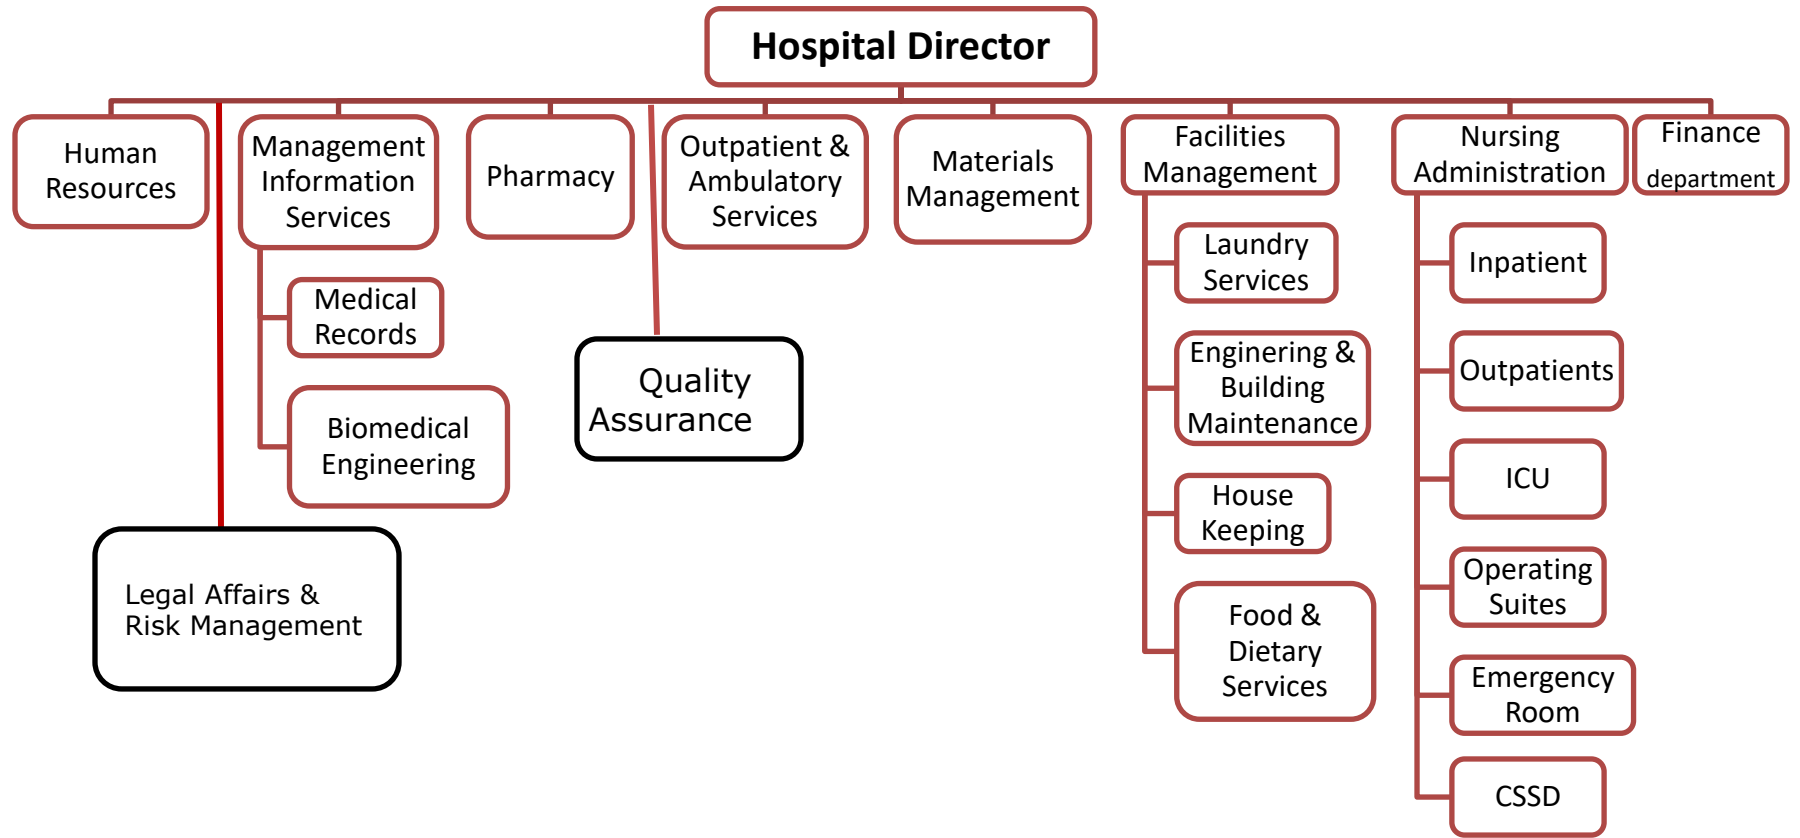 Hospital Director
Human
Resources
Management
Information
Services
Pharmacy
Outpatient &
Ambulatory
Services
Materials
Management
Facilities
Management
Nursing
Administration
Finance
department
Medical
Records
Biomedical
Engineering
Legal Affairs &
Risk Management
Quality
Assurance
Laundry
Services
Enginering &
Building
Maintenance
House
Keeping
Food &
Dietary
Services
Inpatient
Outpatients
ICU
Operating
Suites
Emergency
Room
CSSD